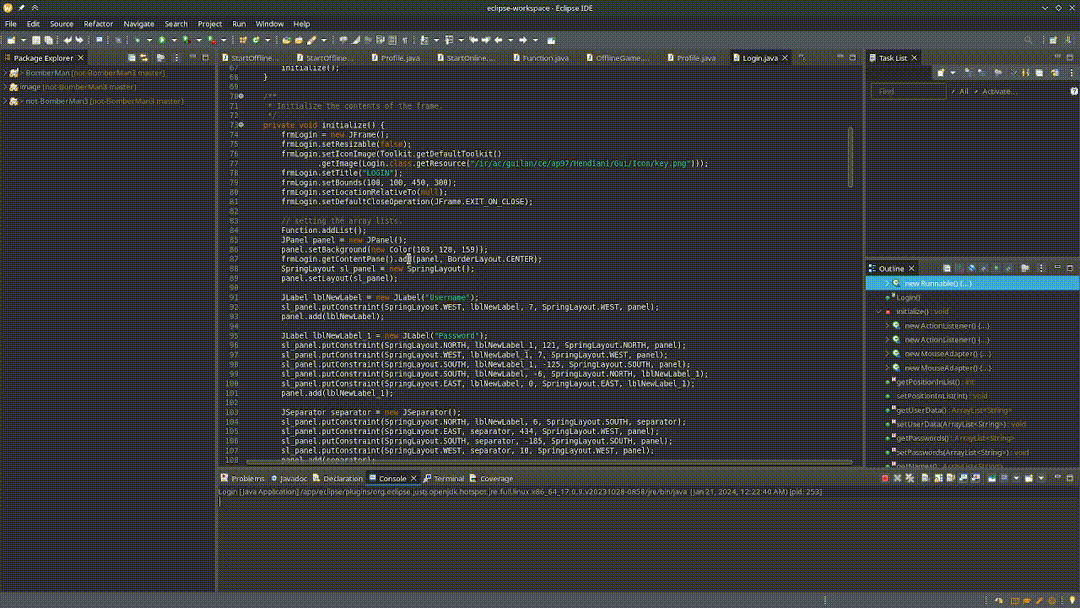 eclipse-workspace - Eclipse IDE
File Edit Source Refactor Navigate Search Project Run Window Help
Package Explorer
BomberMan [not-BomberMan3 master]
image [not-BomberMan3 master]
not-BomberMan3 [not-BomberMan3 master]
StartOffline... StartOffline... Profile.java StartOnline... Function.java OfflineGame... Profile.java Login.java
67 initialize();
68 }
69
70 /**
71 * Initialize the contents of the frame.
72 */
73 private void initialize() {
74 frmLogin = new JFrame();
75 frmLogin.setResizable(false);
76 frmLogin.setIconImage(Toolkit.getDefaultToolkit()
77 .getImage(Login.class.getResource("/ir/ac/guilan/ce/ap97/Hendiani/Gui/Icon/key.png")));
78 frmLogin.setTitle("LOGIN");
79 frmLogin.setBounds(100, 100, 450, 300);
80 frmLogin.setLocationRelativeTo(null);
81 frmLogin.setDefaultCloseOperation(JFrame.EXIT_ON_CLOSE);
82
83 // setting the array lists.
84 Function.addList();
85 JPanel panel = new JPanel();
86 panel.setBackground(new Color(103, 128, 159));
87 frmLogin.getContentPane().add(panel, BorderLayout.CENTER);
88 SpringLayout sl_panel = new SpringLayout();
89 panel.setLayout(sl_panel);
90
91 JLabel lblNewLabel = new JLabel("Username");
92 sl_panel.putConstraint(SpringLayout.WEST, lblNewLabel, 7, SpringLayout.WEST, panel);
93 panel.add(lblNewLabel);
94
95 JLabel lblNewLabel_1 = new JLabel("Password");
96 sl_panel.putConstraint(SpringLayout.NORTH, lblNewLabel_1, 121, SpringLayout.NORTH, panel);
97 sl_panel.putConstraint(SpringLayout.WEST, lblNewLabel_1, 7, SpringLayout.WEST, panel);
98 sl_panel.putConstraint(SpringLayout.SOUTH, lblNewLabel_1, -125, SpringLayout.SOUTH, panel);
99 sl_panel.putConstraint(SpringLayout.SOUTH, lblNewLabel, -6, SpringLayout.NORTH, lblNewLabel_1);
100 sl_panel.putConstraint(SpringLayout.EAST, lblNewLabel, 0, SpringLayout.EAST, lblNewLabel_1);
101 panel.add(lblNewLabel_1);
102
103 JSeparator separator = new JSeparator();
104 sl_panel.putConstraint(SpringLayout.NORTH, lblNewLabel, 6, SpringLayout.SOUTH, separator);
105 sl_panel.putConstraint(SpringLayout.EAST, separator, 434, SpringLayout.WEST, panel);
106 sl_panel.putConstraint(SpringLayout.SOUTH, separator, -185, SpringLayout.SOUTH, panel);
107 sl_panel.putConstraint(SpringLayout.WEST, separator, 10, SpringLayout.WEST, panel);
108 panel.add(separator);
Task List
Find All Activate...
Outline
new Runnable() {...}
Login()
initialize() : void
new ActionListener() {...}
new ActionListener() {...}
new MouseAdapter() {...}
new MouseAdapter() {...}
getPositionInList() : int
setPositionInList(int) : void
getUserData() : ArrayList<String>
setUserData(ArrayList<String>) : void
getPasswords() : ArrayList<String>
setPasswords(ArrayList<String>) : void
Problems Javadoc Declaration Console Terminal Coverage
Login [Java Application] /app/eclipse/plugins/org.eclipse.justj.openjdk.hotspot.jre.full.linux.x86_64_17.0.9.v20231028-0858/jre/bin/java (Jan 21, 2024, 12:22:40 AM) [pid: 253]